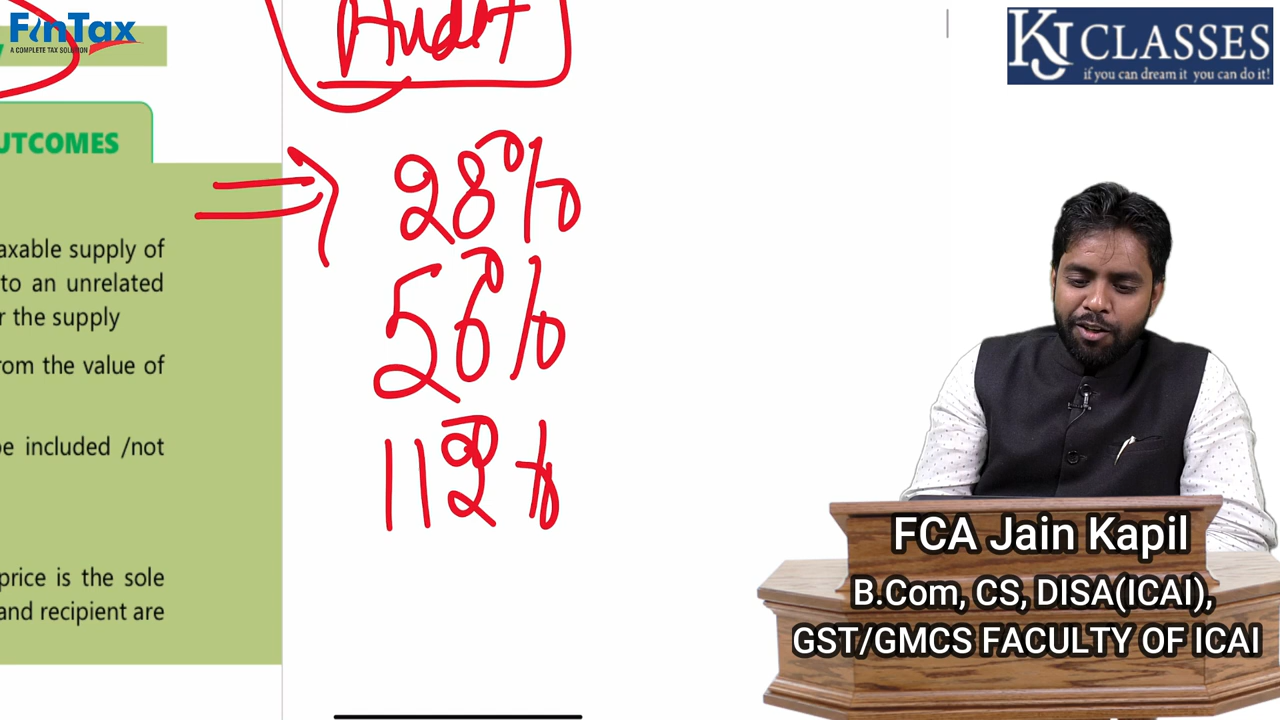 FinTax
A COMPLETE TAX SOLUTION
KJ CLASSES
if you can dream it you can do it!
Audit
UTCOMES
axable supply of
to an unrelated
r the supply
rom the value of
be included /not
price is the sole
and recipient are
28%
56%
112%
FCA Jain Kapil
B.Com, CS, DISA(ICAI),
GST/GMCS FACULTY OF ICAI